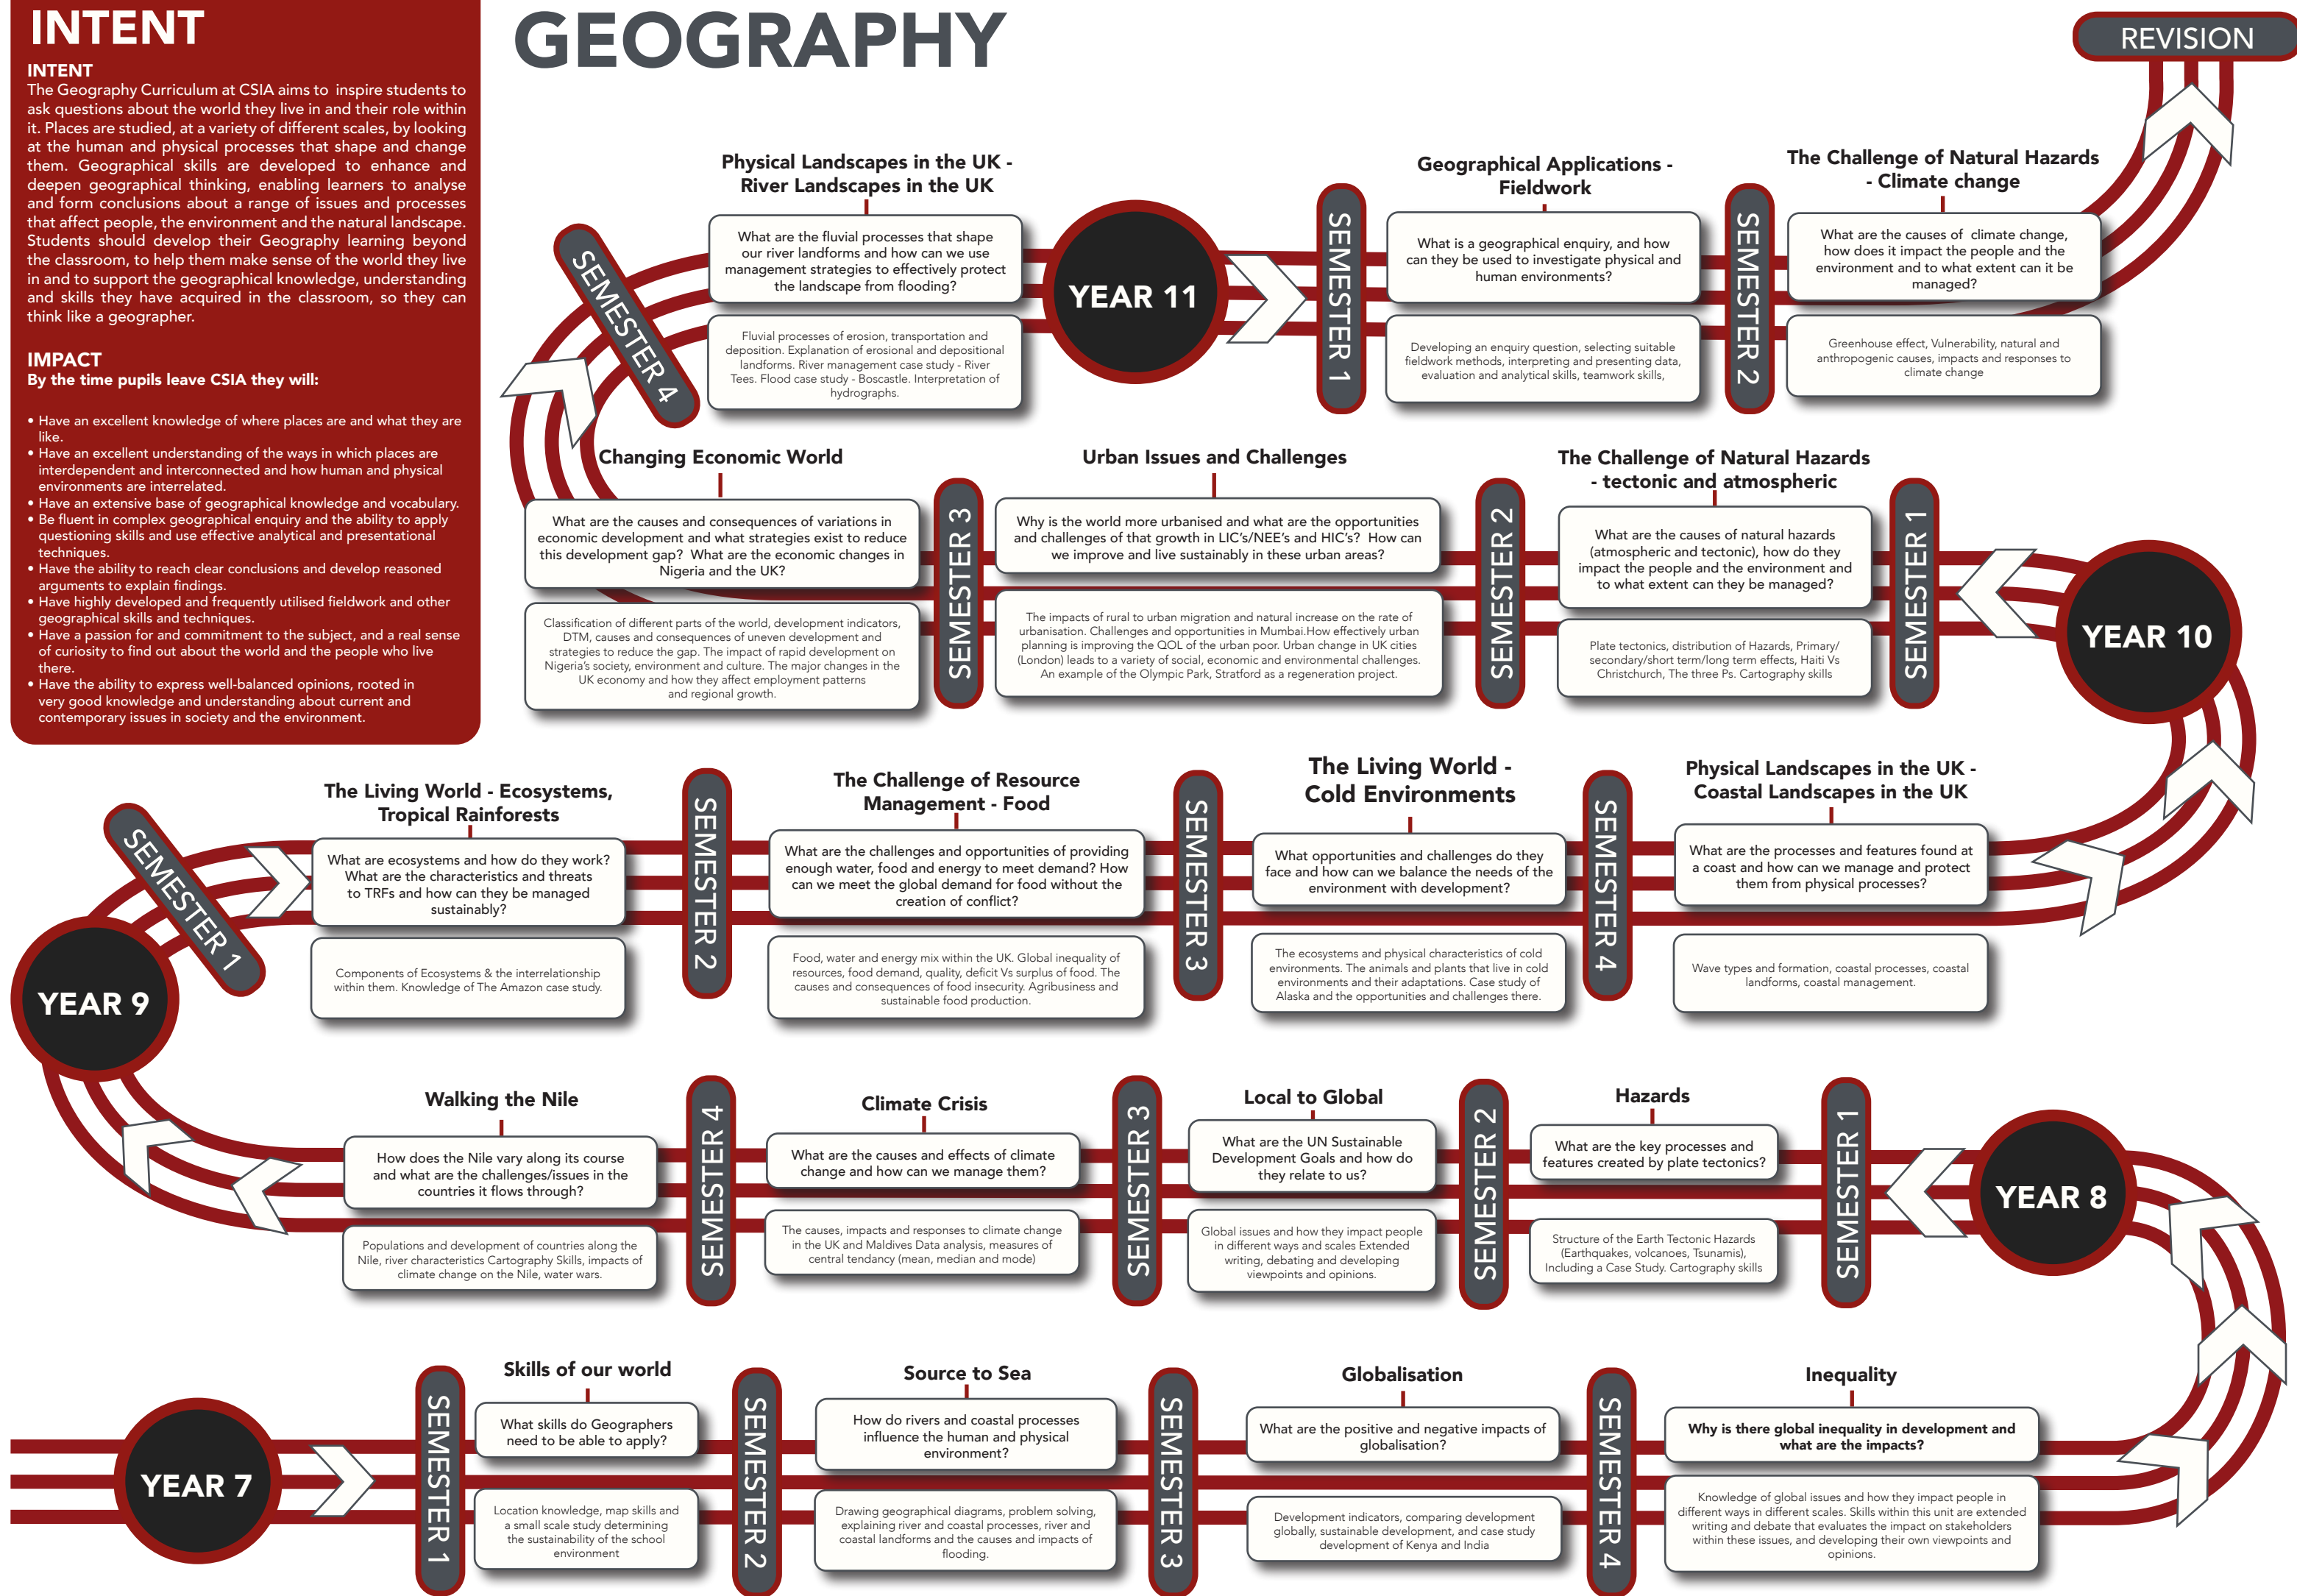 INTENT
INTENT
The Geography Curriculum at CSIA aims to inspire students to
ask questions about the world they live in and their role within
it. Places are studied, at a variety of different scales, by looking
at the human and physical processes that shape and change
them. Geographical skills are developed to enhance and
deepen geographical thinking, enabling learners to analyse
and form conclusions about a range of issues and processes
that affect people, the environment and the natural landscape.
Students should develop their Geography learning beyond
the classroom, to help them make sense of the world they live
in and to support the geographical knowledge, understanding
and skills they have acquired in the classroom, so they can
think like a geographer.
IMPACT
By the time pupils leave CSIA they will:
• Have an excellent knowledge of where places are and what they are
like.
• Have an excellent understanding of the ways in which places are
interdependent and interconnected and how human and physical
environments are interrelated.
• Have an extensive base of geographical knowledge and vocabulary.
• Be fluent in complex geographical enquiry and the ability to apply
questioning skills and use effective analytical and presentational
techniques.
• Have the ability to reach clear conclusions and develop reasoned
arguments to explain findings.
• Have highly developed and frequently utilised fieldwork and other
geographical skills and techniques.
• Have a passion for and commitment to the subject, and a real sense
of curiosity to find out about the world and the people who live
there.
• Have the ability to express well-balanced opinions, rooted in
very good knowledge and understanding about current and
contemporary issues in society and the environment.
GEOGRAPHY
REVISION
SEMESTER 4
Physical Landscapes in the UK -
River Landscapes in the UK
What are the fluvial processes that shape
our river landforms and how can we use
management strategies to effectively protect
the landscape from flooding?
Fluvial processes of erosion, transportation and
deposition. Explanation of erosional and depositional
landforms. River management case study - River
Tees. Flood case study - Boscastle. Interpretation of
hydrographs.
YEAR 11
SEMESTER 1
Geographical Applications -
Fieldwork
What is a geographical enquiry, and how
can they be used to investigate physical and
human environments?
Developing an enquiry question, selecting suitable
fieldwork methods, interpreting and presenting data,
evaluation and analytical skills, teamwork skills,
SEMESTER 2
The Challenge of Natural Hazards
- Climate change
What are the causes of climate change,
how does it impact the people and the
environment and to what extent can it be
managed?
Greenhouse effect, Vulnerability, natural and
anthropogenic causes, impacts and responses to
climate change
Changing Economic World
What are the causes and consequences of variations in
economic development and what strategies exist to reduce
this development gap? What are the economic changes in
Nigeria and the UK?
Classification of different parts of the world, development indicators,
DTM, causes and consequences of uneven development and
strategies to reduce the gap. The impact of rapid development on
Nigeria's society, environment and culture. The major changes in the
UK economy and how they affect employment patterns
and regional growth.
SEMESTER 3
Urban Issues and Challenges
Why is the world more urbanised and what are the opportunities
and challenges of that growth in LIC's/NEE's and HIC's? How can
we improve and live sustainably in these urban areas?
The impacts of rural to urban migration and natural increase on the rate of
urbanisation. Challenges and opportunities in Mumbai.How effectively urban
planning is improving the QOL of the urban poor. Urban change in UK cities
(London) leads to a variety of social, economic and environmental challenges.
An example of the Olympic Park, Stratford as a regeneration project.
SEMESTER 2
The Challenge of Natural Hazards
- tectonic and atmospheric
What are the causes of natural hazards
(atmospheric and tectonic), how do they
impact the people and the environment and
to what extent can they be managed?
Plate tectonics, distribution of Hazards, Primary/
secondary/short term/long term effects, Haiti Vs
Christchurch, The three Ps. Cartography skills
SEMESTER 1
YEAR 10
YEAR 9
SEMESTER 1
The Living World - Ecosystems,
Tropical Rainforests
What are ecosystems and how do they work?
What are the characteristics and threats
to TRFs and how can they be managed
sustainably?
Components of Ecosystems & the interrelationship
within them. Knowledge of The Amazon case study.
SEMESTER 2
The Challenge of Resource
Management - Food
What are the challenges and opportunities of providing
enough water, food and energy to meet demand? How
can we meet the global demand for food without the
creation of conflict?
Food, water and energy mix within the UK. Global inequality of
resources, food demand, quality, deficit Vs surplus of food. The
causes and consequences of food insecurity. Agribusiness and
sustainable food production.
SEMESTER 3
The Living World -
Cold Environments
What opportunities and challenges do they
face and how can we balance the needs of the
environment with development?
The ecosystems and physical characteristics of cold
environments. The animals and plants that live in cold
environments and their adaptations. Case study of
Alaska and the opportunities and challenges there.
SEMESTER 4
Physical Landscapes in the UK -
Coastal Landscapes in the UK
What are the processes and features found at
a coast and how can we manage and protect
them from physical processes?
Wave types and formation, coastal processes, coastal
landforms, coastal management.
Walking the Nile
How does the Nile vary along its course
and what are the challenges/issues in the
countries it flows through?
Populations and development of countries along the
Nile, river characteristics Cartography Skills, impacts of
climate change on the Nile, water wars.
SEMESTER 4
Climate Crisis
What are the causes and effects of climate
change and how can we manage them?
The causes, impacts and responses to climate change
in the UK and Maldives Data analysis, measures of
central tendancy (mean, median and mode)
SEMESTER 3
Local to Global
What are the UN Sustainable
Development Goals and how do
they relate to us?
Global issues and how they impact people
in different ways and scales Extended
writing, debating and developing
viewpoints and opinions.
SEMESTER 2
Hazards
What are the key processes and
features created by plate tectonics?
Structure of the Earth Tectonic Hazards
(Earthquakes, volcanoes, Tsunamis),
Including a Case Study. Cartography skills
SEMESTER 1
YEAR 8
YEAR 7
SEMESTER 1
Skills of our world
What skills do Geographers
need to be able to apply?
Location knowledge, map skills and
a small scale study determining
the sustainability of the school
environment
SEMESTER 2
Source to Sea
How do rivers and coastal processes
influence the human and physical
environment?
Drawing geographical diagrams, problem solving,
explaining river and coastal processes, river and
coastal landforms and the causes and impacts of
flooding.
SEMESTER 3
Globalisation
What are the positive and negative impacts of
globalisation?
Development indicators, comparing development
globally, sustainable development, and case study
development of Kenya and India
SEMESTER 4
Inequality
Why is there global inequality in development and
what are the impacts?
Knowledge of global issues and how they impact people in
different ways in different scales. Skills within this unit are extended
writing and debate that evaluates the impact on stakeholders
within these issues, and developing their own viewpoints and
opinions.